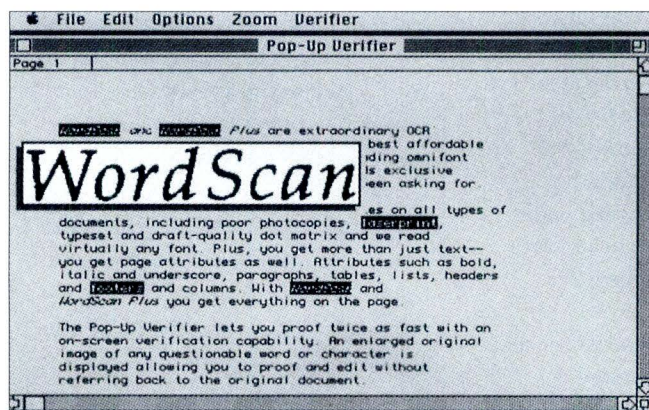 File Edit Options Zoom Verifier
Pop-Up Verifier
Page 1
WordScan and WordScan Plus are extraordinary OCR
best affordable
ding omnifont
ls exclusive
een asking for.
WordScan
es on all types of
documents, including poor photocopies, laserprint,
typeset and draft-quality dot matrix and we read
virtually any font. Plus, you get more than just text--
you get page attributes as well. Attributes such as bold,
italic and underscore, paragraphs, tables, lists, headers
and footers and columns. With WordScan and
WordScan Plus you get everything on the page.
The Pop-Up Verifier lets you proof twice as fast with an
on-screen verification capability. An enlarged original
image of any questionable word or character is
displayed allowing you to proof and edit without
referring back to the original document.